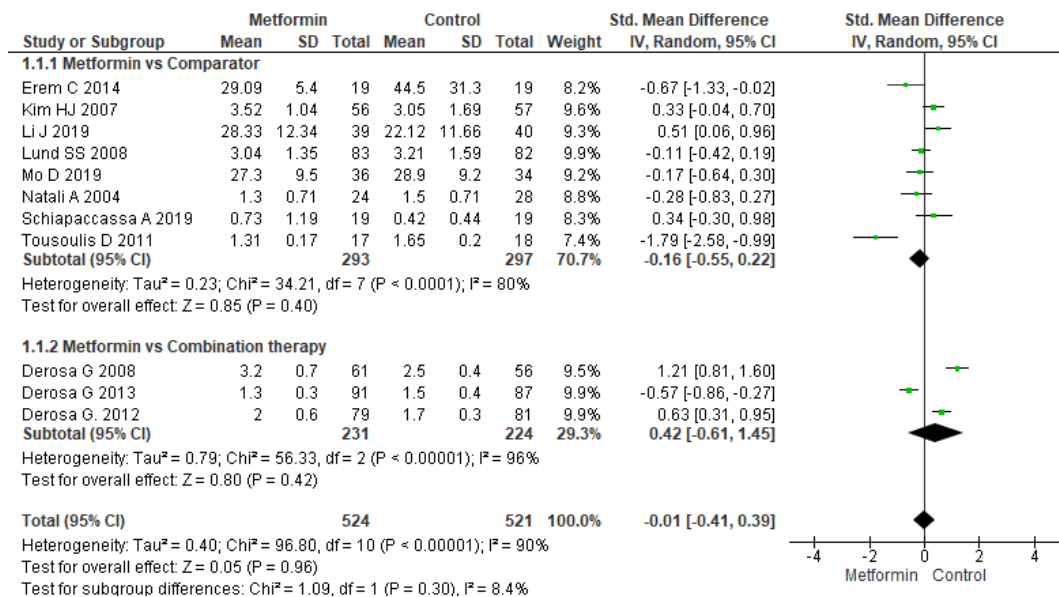 Metformin Control Std. Mean Difference Std. Mean Difference
Study or Subgroup Mean SD Total Mean SD Total Weight IV, Random, 95% CI IV, Random, 95% CI
1.1.1 Metformin vs Comparator
Erem C 2014 29.09 5.4 19 44.5 31.3 19 8.2% -0.67 [-1.33, -0.02]
Kim HJ 2007 3.52 1.04 56 3.05 1.69 57 9.6% 0.33 [-0.04, 0.70]
Li J 2019 28.33 12.34 39 22.12 11.66 40 9.3% 0.51 [0.06, 0.96]
Lund SS 2008 3.04 1.35 83 3.21 1.59 82 9.9% -0.11 [-0.42, 0.19]
Mo D 2019 27.3 9.5 36 28.9 9.2 34 9.2% -0.17 [-0.64, 0.30]
Natali A 2004 1.3 0.71 24 1.5 0.71 28 8.8% -0.28 [-0.83, 0.27]
Schiapaccassa A 2019 0.73 1.19 19 0.42 0.44 19 8.3% 0.34 [-0.30, 0.98]
Tousoulis D 2011 1.31 0.17 17 1.65 0.2 18 7.4% -1.79 [-2.58, -0.99]
Subtotal (95% CI) 293 297 70.7% -0.16 [-0.55, 0.22]
Heterogeneity: Tau² = 0.23; Chi² = 34.21, df = 7 (P < 0.0001); I² = 80%
Test for overall effect: Z = 0.85 (P = 0.40)
1.1.2 Metformin vs Combination therapy
Derosa G 2008 3.2 0.7 61 2.5 0.4 56 9.5% 1.21 [0.81, 1.60]
Derosa G 2013 1.3 0.3 91 1.5 0.4 87 9.9% -0.57 [-0.86, -0.27]
Derosa G. 2012 2 0.6 79 1.7 0.3 81 9.9% 0.63 [0.31, 0.95]
Subtotal (95% CI) 231 224 29.3% 0.42 [-0.61, 1.45]
Heterogeneity: Tau² = 0.79; Chi² = 56.33, df = 2 (P < 0.00001); I² = 96%
Test for overall effect: Z = 0.80 (P = 0.42)
Total (95% CI) 524 521 100.0% -0.01 [-0.41, 0.39]
Heterogeneity: Tau² = 0.40; Chi² = 96.80, df = 10 (P < 0.00001); I² = 90%
Test for overall effect: Z = 0.05 (P = 0.96)
Test for subgroup differences: Chi² = 1.09, df = 1 (P = 0.30), I² = 8.4%
-4 -2 0 2 4
Metformin Control